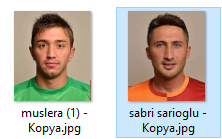 muslera (1) -
Kopya.jpg
sabri sarioglu -
Kopya.jpg